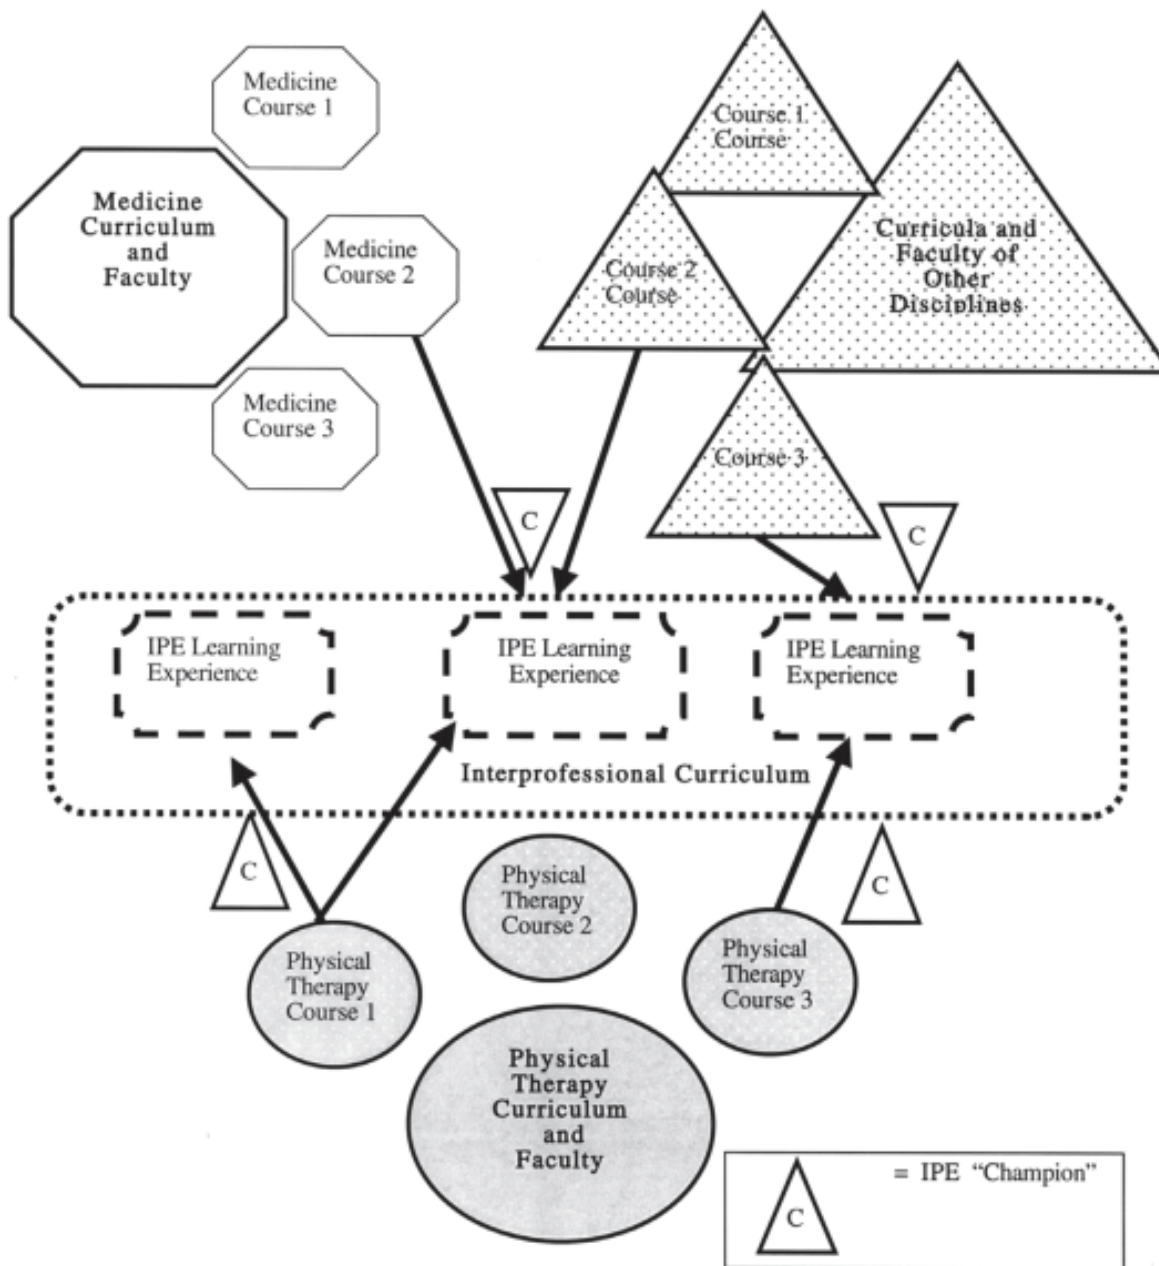 Medicine
Course 1
Medicine
Curriculum
and
Faculty
Medicine
Course 2
Medicine
Course 3
Course 1
Course
Course 2
Course
Curricula and
Faculty of
Other
Disciplines
Course 3
C
C
IPE Learning
Experience
IPE Learning
Experience
IPE Learning
Experience
Interprofessional Curriculum
C
C
Physical
Therapy
Course 1
Physical
Therapy
Course 2
Physical
Therapy
Course 3
Physical
Therapy
Curriculum
and
Faculty
C
= IPE “Champion”